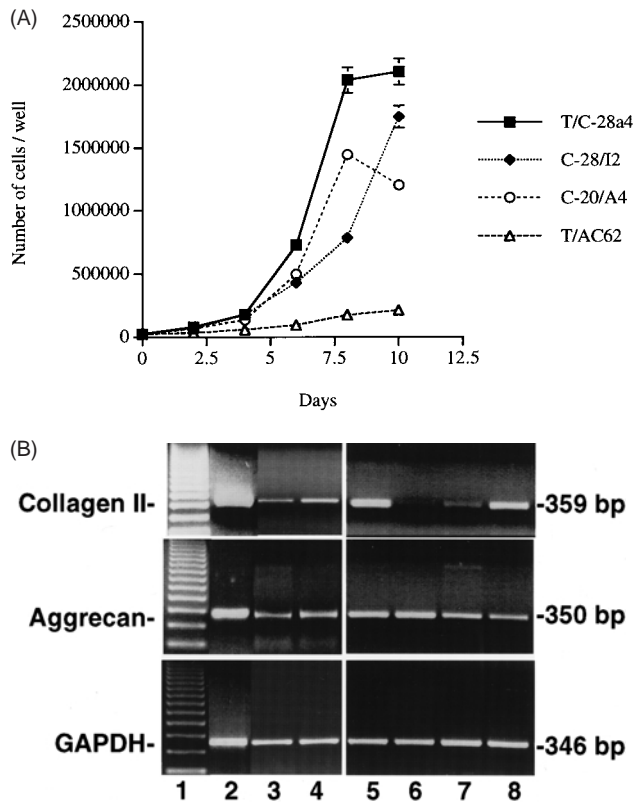 (A)
2500000
2000000
1500000
1000000
500000
0
Number of cells / well
0 2.5 5 7.5 10 12.5
Days
T/C-28a4
C-28/I2
C-20/A4
T/AC62
(B)
Collagen II- -359 bp
Aggrecan- -350 bp
GAPDH- -346 bp
1 2 3 4 5 6 7 8